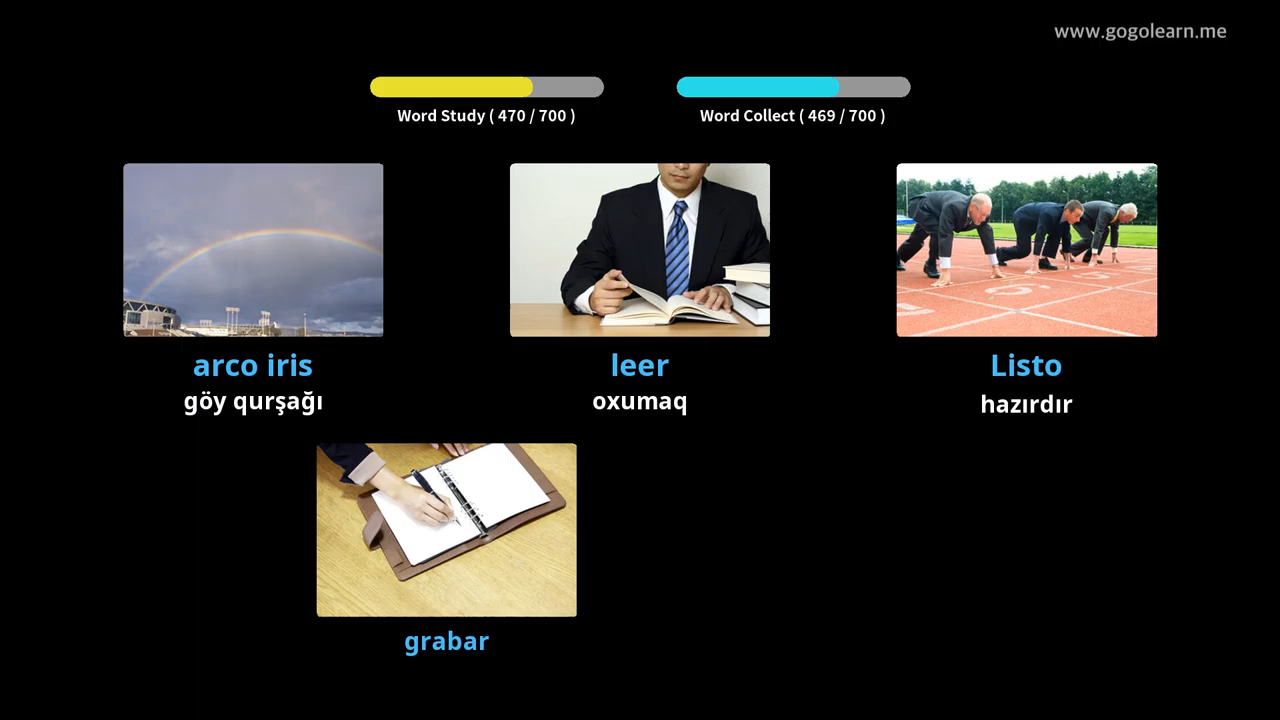 www.gogolearn.me
Word Study ( 470 / 700 )
Word Collect ( 469 / 700 )
arco iris
göy qurşağı
leer
oxumaq
Listo
hazırdır
grabar